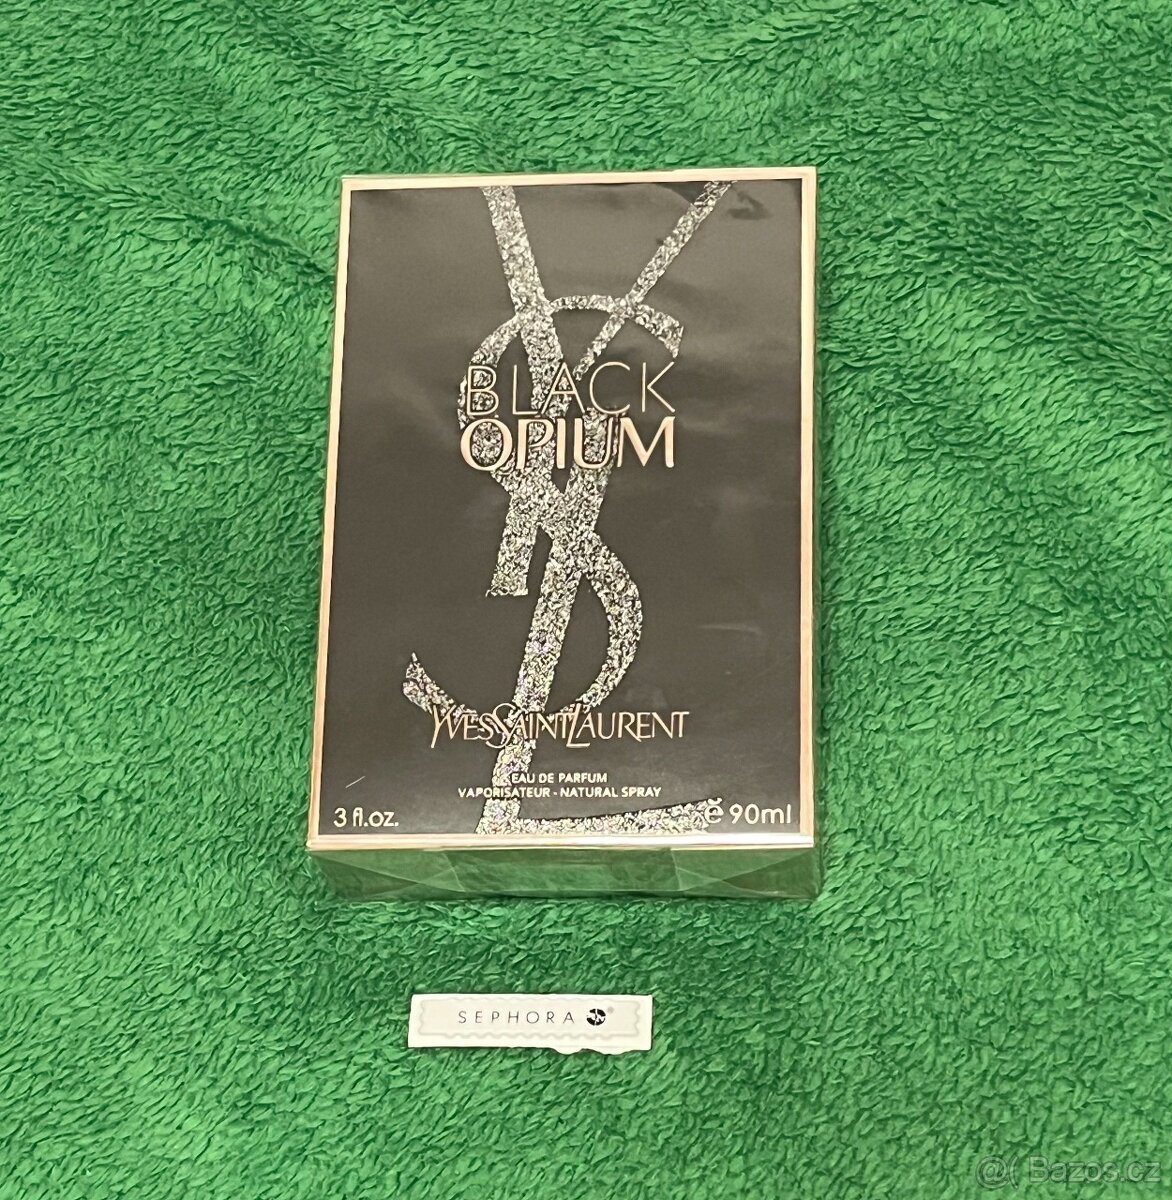 BLACK
OPIUM
YVESSAINTLAURENT
EAU DE PARFUM
VAPORISATEUR - NATURAL SPRAY
3 fl.oz. e 90ml
SEPHORA
@( Bazos.cz